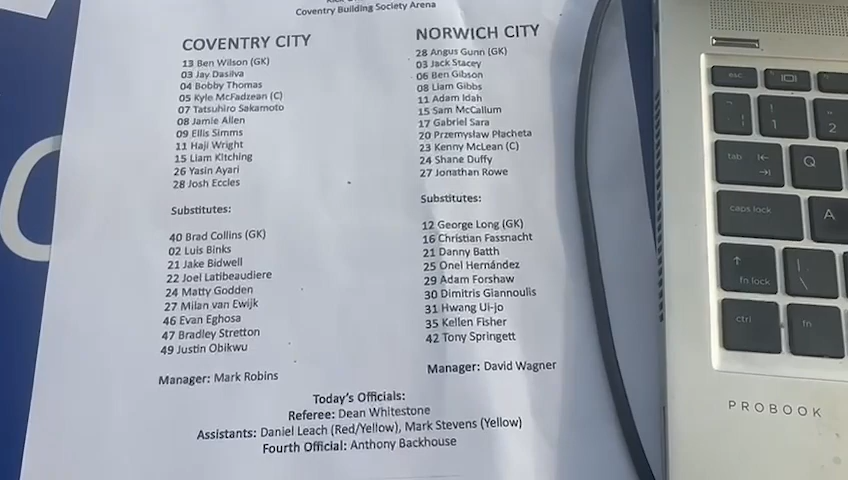 Coventry Building Society Arena
COVENTRY CITY
13 Ben Wilson (GK)
03 Jay Dasilva
04 Bobby Thomas
05 Kyle McFadzean (C)
07 Tatsuhiro Sakamoto
08 Jamie Allen
09 Ellis Simms
11 Haji Wright
15 Liam Kitching
26 Yasin Ayari
28 Josh Eccles
Substitutes:
40 Brad Collins (GK)
02 Luis Binks
21 Jake Bidwell
22 Joel Latibeaudiere
24 Matty Godden
27 Milan van Ewijk
46 Evan Eghosa
47 Bradley Stretton
49 Justin Obikwu
Manager: Mark Robins
NORWICH CITY
28 Angus Gunn (GK)
03 Jack Stacey
06 Ben Gibson
08 Liam Gibbs
11 Adam Idah
15 Sam McCallum
17 Gabriel Sara
20 Przemysław Płacheta
23 Kenny McLean (C)
24 Shane Duffy
27 Jonathan Rowe
Substitutes:
12 George Long (GK)
16 Christian Fassnacht
21 Danny Batth
25 Onel Hernández
29 Adam Forshaw
30 Dimitris Giannoulis
31 Hwang Ui-jo
35 Kellen Fisher
42 Tony Springett
Manager: David Wagner
Today's Officials:
Referee: Dean Whitestone
Assistants: Daniel Leach (Red/Yellow), Mark Stevens (Yellow)
Fourth Official: Anthony Backhouse
esc
! 1
" 2
tab
Q
caps lock
A
fn lock
| \
ctrl
fn
PROBOOK